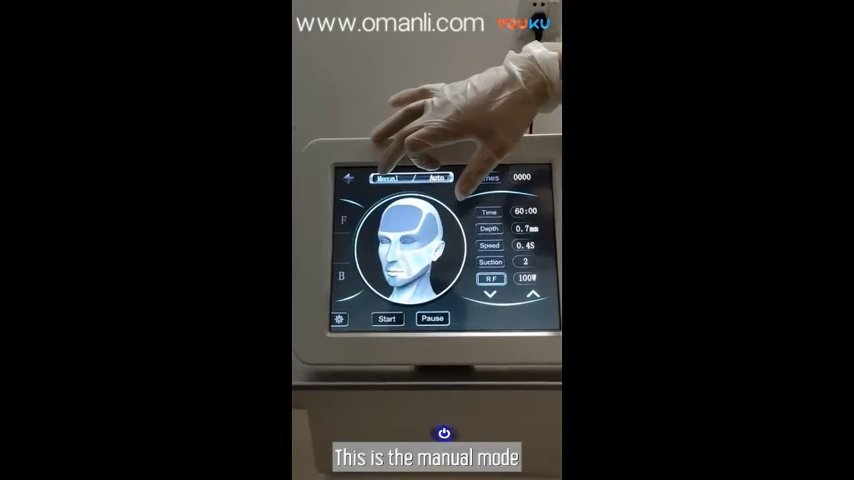 www.omanli.com YOUKU
Manual / Auto
0000
F
Time 60:00
Depth 0.7mm
Speed 0.4S
Suction 2
B
RF 100W
Start Pause
This is the manual mode